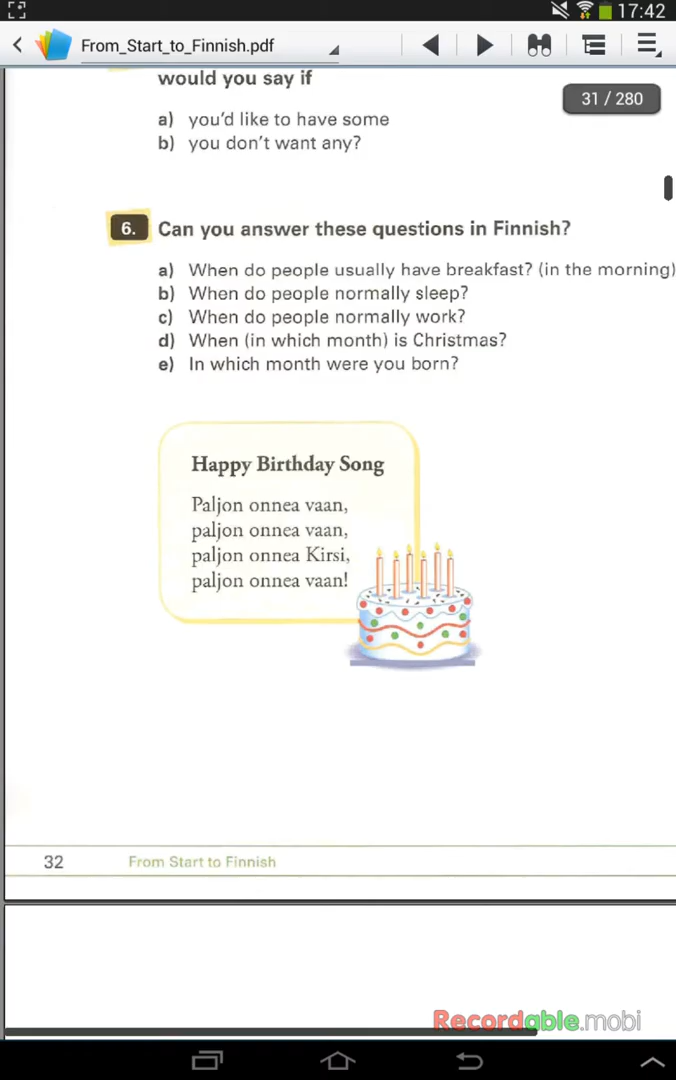 17:42
From_Start_to_Finnish.pdf
would you say if
31 / 280
a) you'd like to have some
b) you don't want any?
6. Can you answer these questions in Finnish?
a) When do people usually have breakfast? (in the morning)
b) When do people normally sleep?
c) When do people normally work?
d) When (in which month) is Christmas?
e) In which month were you born?
Happy Birthday Song
Paljon onnea vaan,
paljon onnea vaan,
paljon onnea Kirsi,
paljon onnea vaan!
32 From Start to Finnish
Recordable.mobi